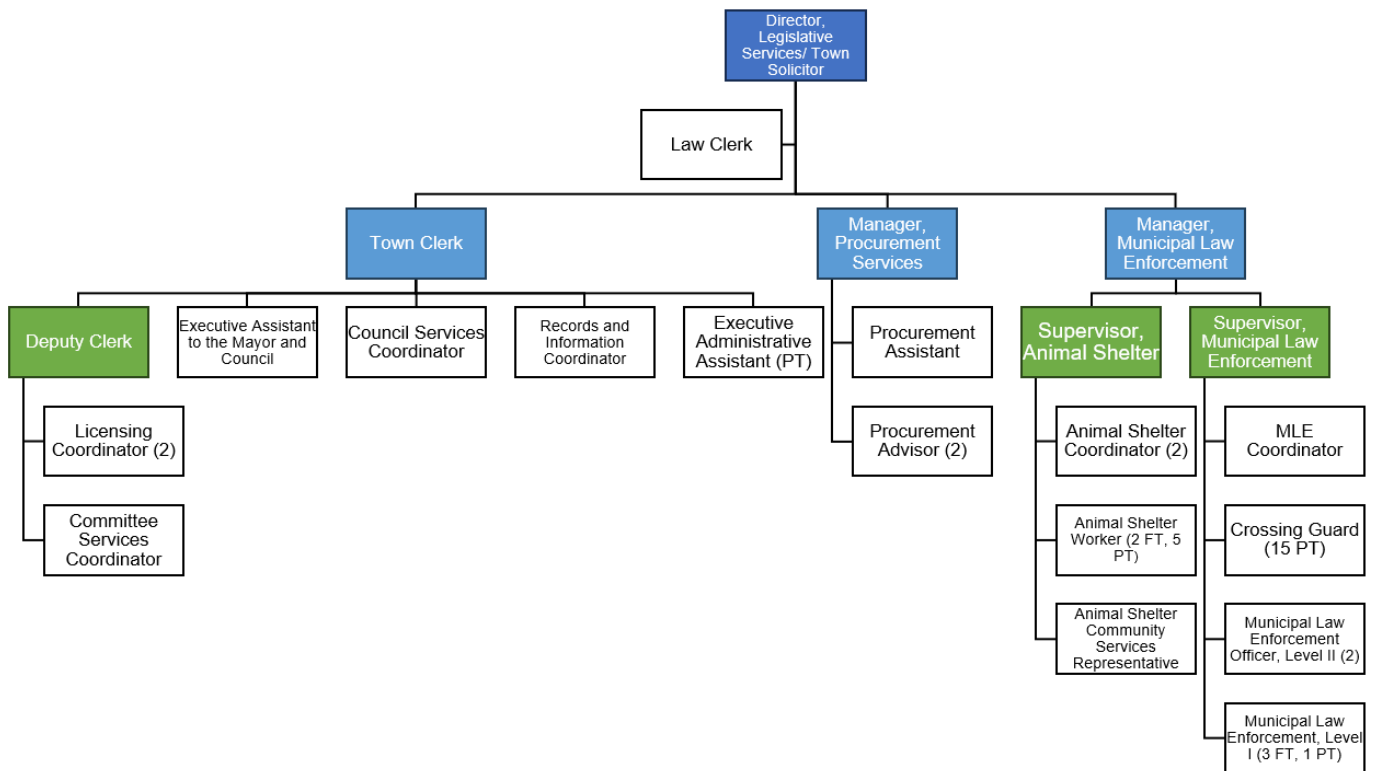 Director,
Legislative
Services/ Town
Solicitor
Law Clerk
Town Clerk
Manager,
Procurement
Services
Manager,
Municipal Law
Enforcement
Deputy Clerk
Executive Assistant
to the Mayor and
Council
Council Services
Coordinator
Records and
Information
Coordinator
Executive
Administrative
Assistant (PT)
Procurement
Assistant
Supervisor,
Animal Shelter
Supervisor,
Municipal Law
Enforcement
Licensing
Coordinator (2)
Procurement
Advisor (2)
Animal Shelter
Coordinator (2)
MLE
Coordinator
Committee
Services
Coordinator
Animal Shelter
Worker (2 FT, 5
PT)
Crossing Guard
(15 PT)
Animal Shelter
Community
Services
Representative
Municipal Law
Enforcement
Officer, Level II (2)
Municipal Law
Enforcement, Level
I (3 FT, 1 PT)